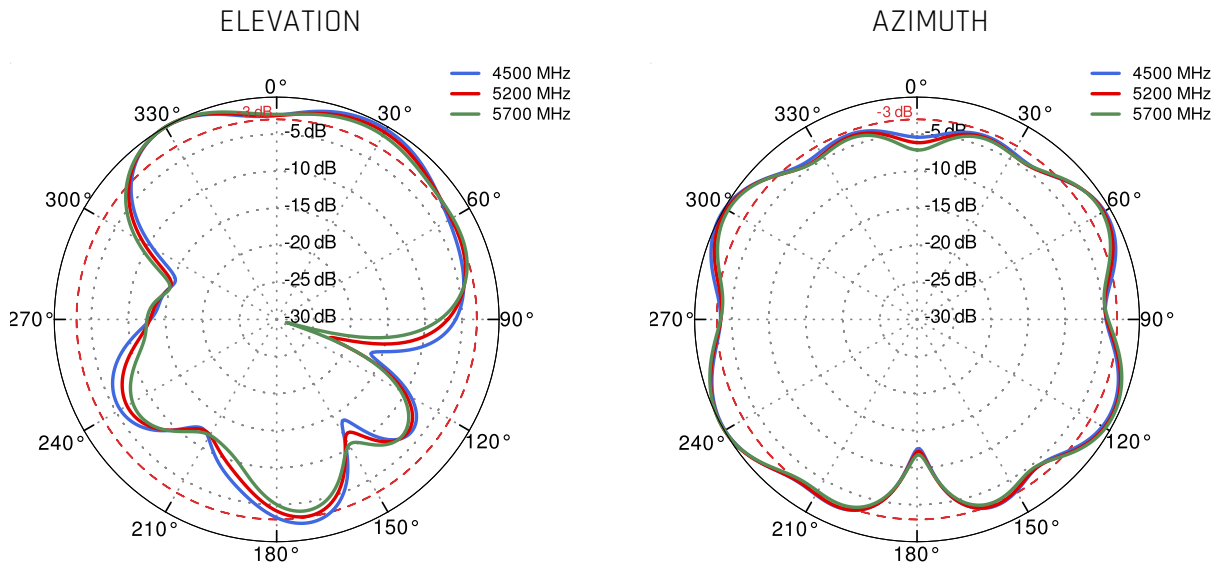 ELEVATION
4500 MHz
5200 MHz
5700 MHz
0°
330°
30°
-3 dB
-5 dB
-10 dB
300°
60°
-15 dB
-20 dB
-25 dB
270°
-30 dB
90°
240°
120°
210°
150°
180°
AZIMUTH
4500 MHz
5200 MHz
5700 MHz
0°
330°
30°
-3 dB
-5 dB
-10 dB
300°
60°
-15 dB
-20 dB
-25 dB
270°
-30 dB
90°
240°
120°
210°
150°
180°